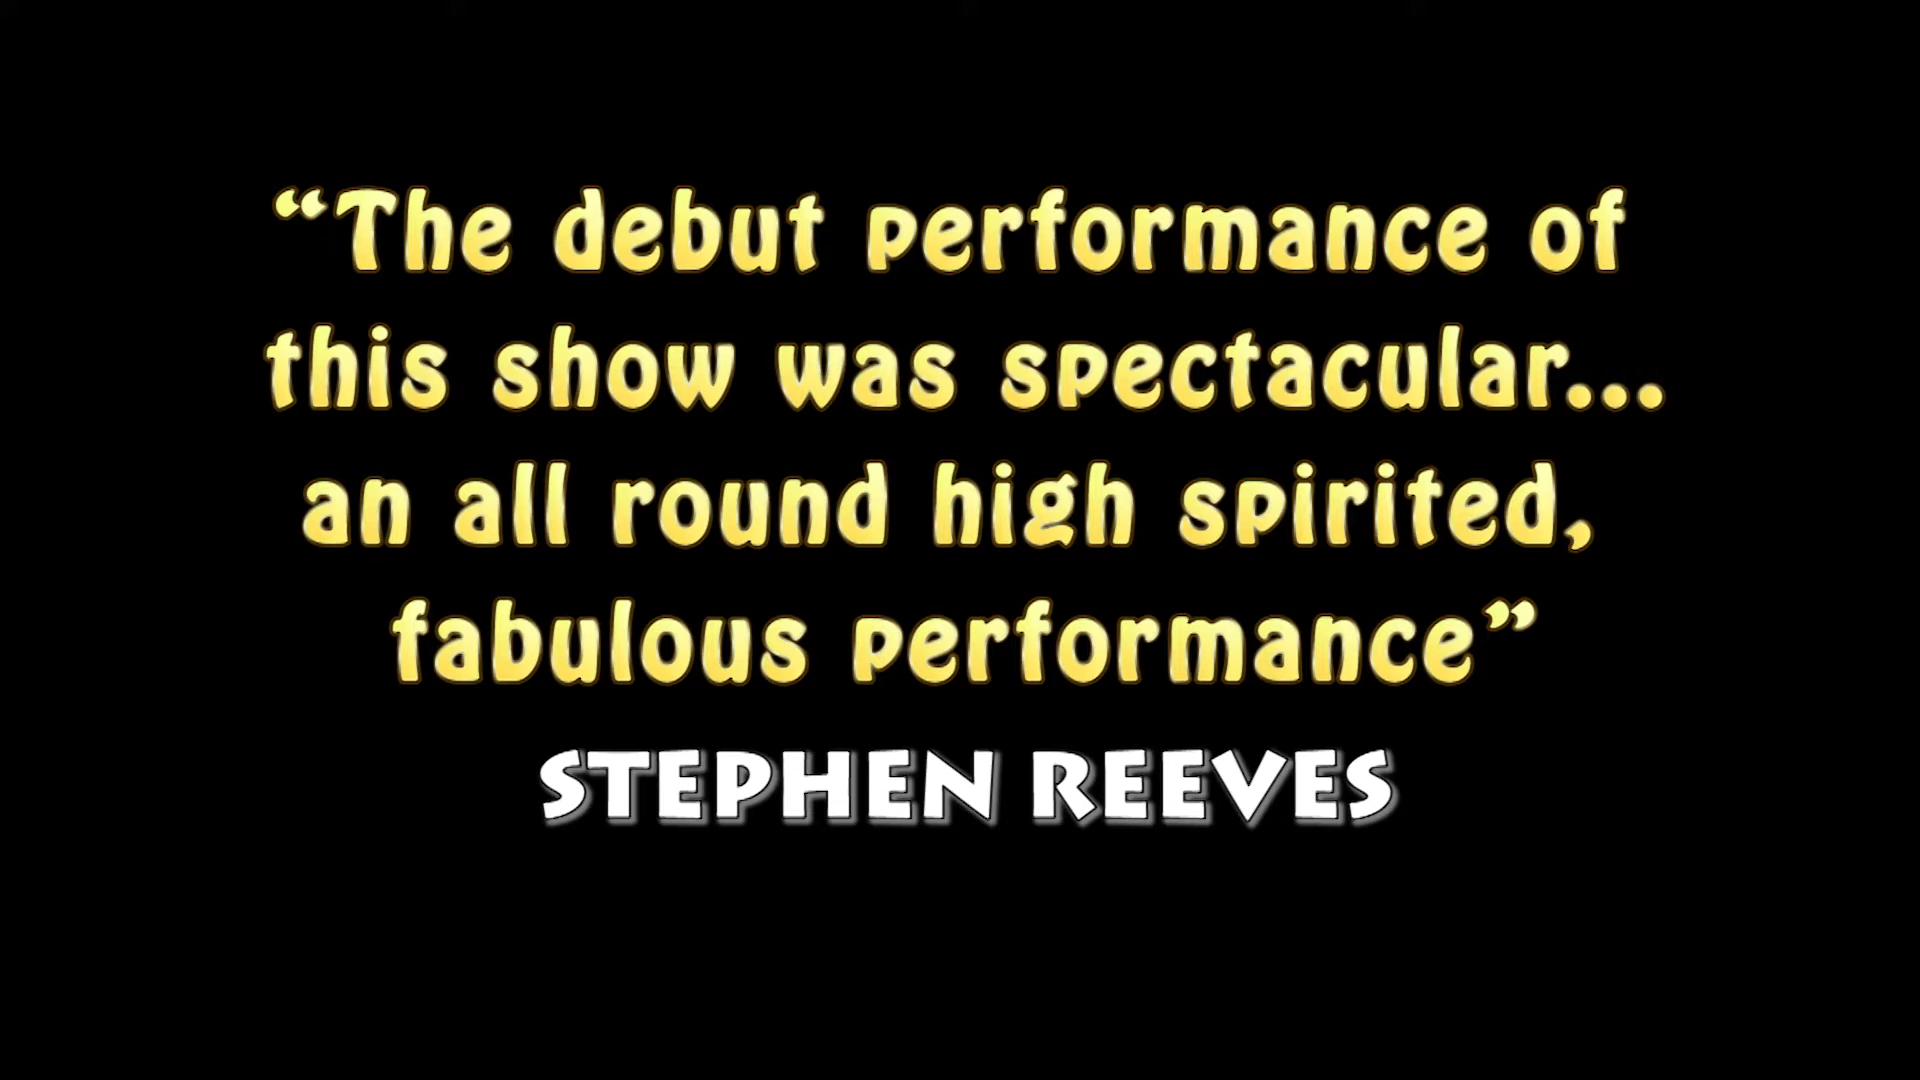 “The debut performance of
this show was spectacular...
an all round high spirited,
fabulous performance”
STEPHEN REEVES